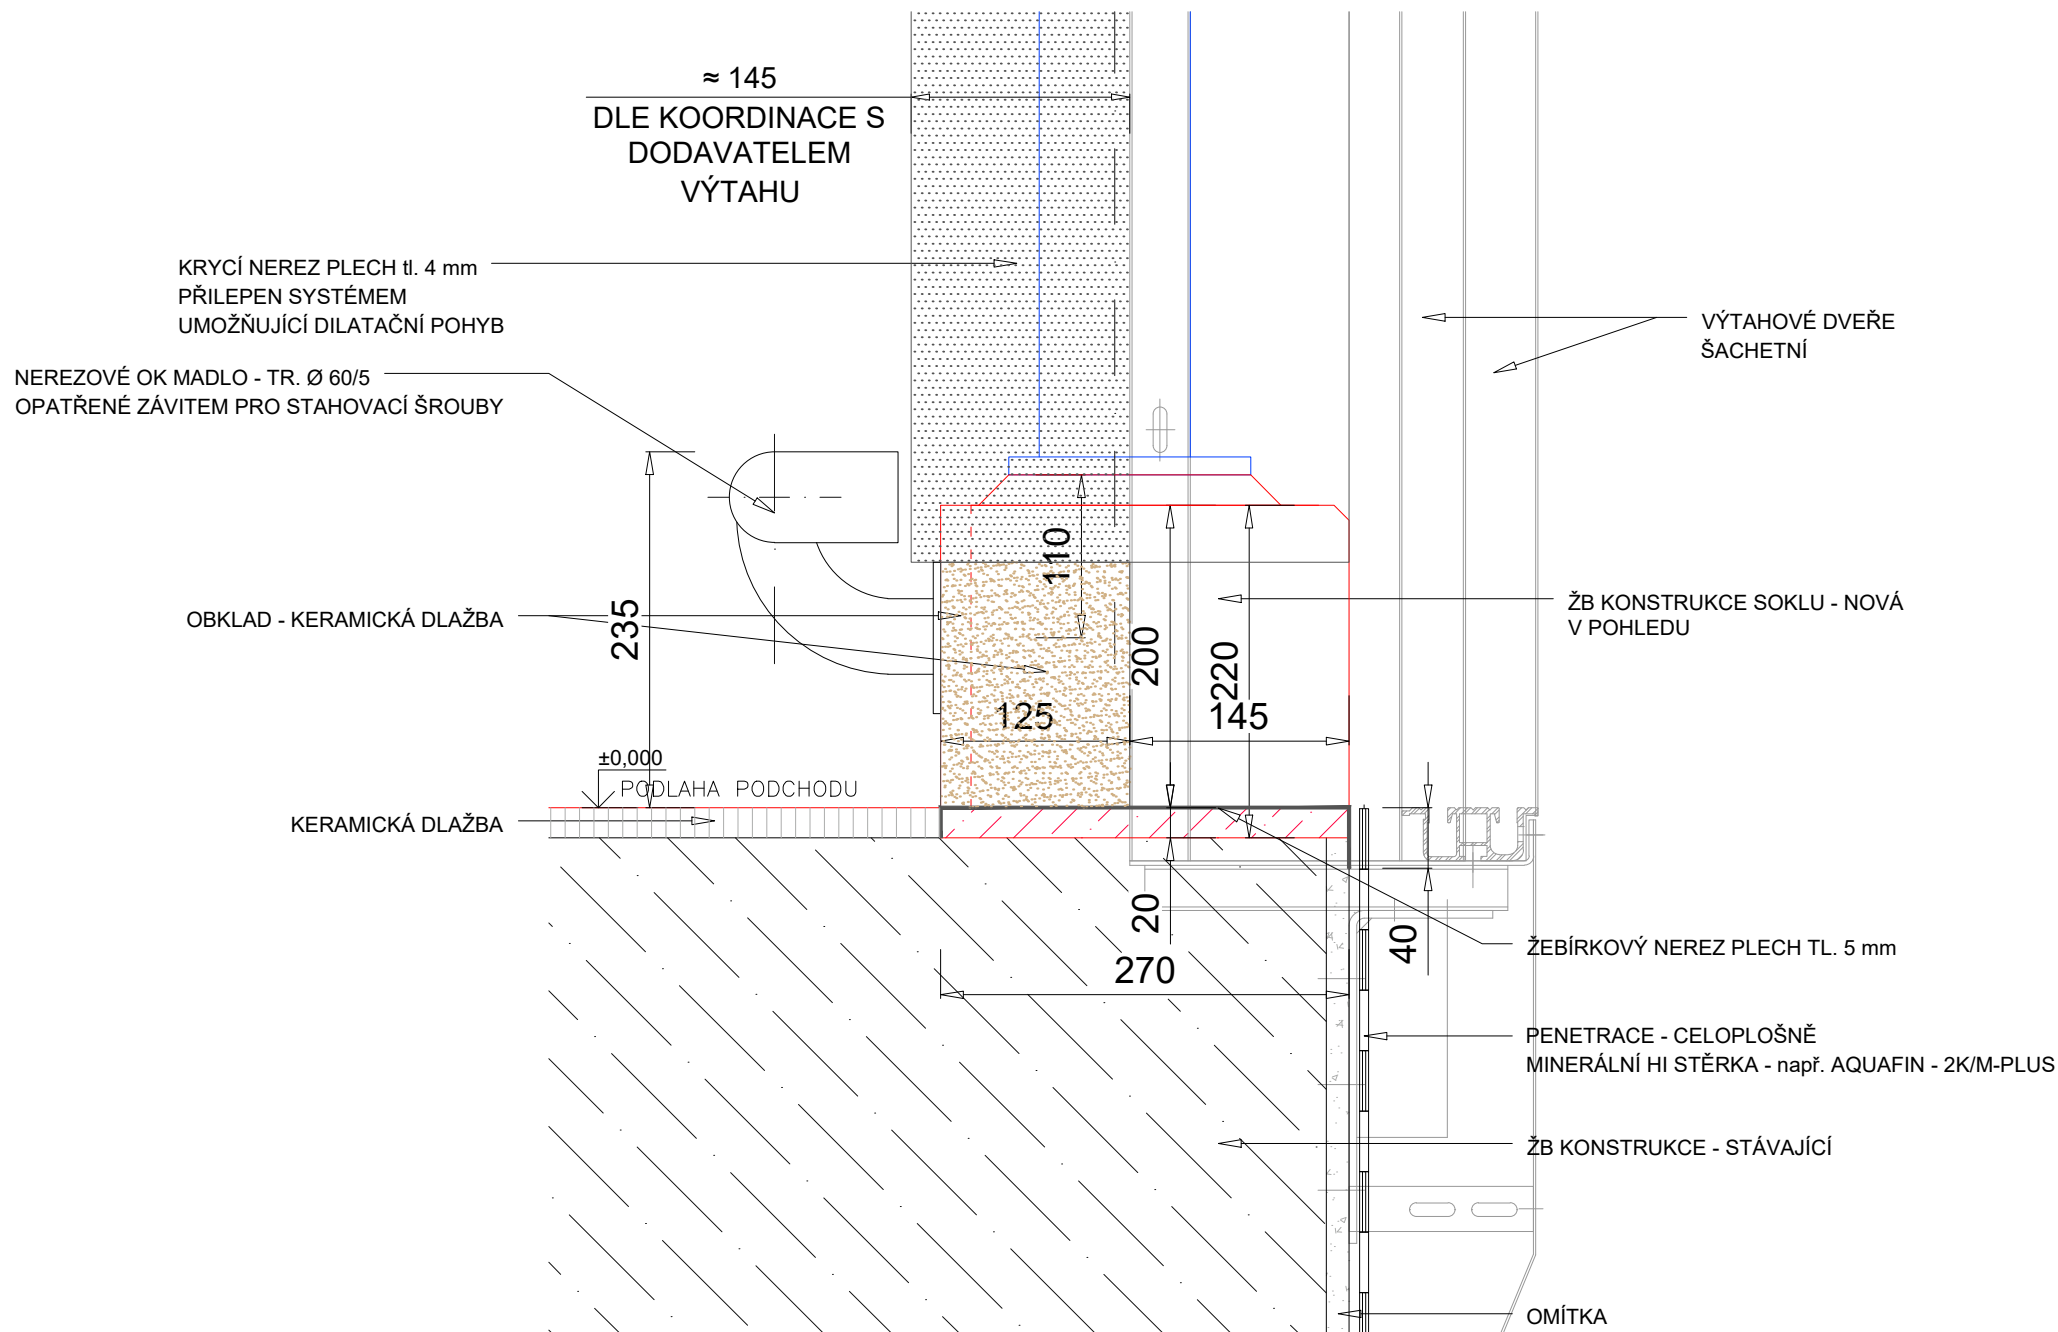 ≈ 145
DLE KOORDINACE S
DODAVATELEM
VÝTAHU
KRYCÍ NEREZ PLECH tl. 4 mm
PŘILEPEN SYSTÉMEM
UMOŽŇUJÍCÍ DILATAČNÍ POHYB
NEREZOVÉ OK MADLO - TR. Ø 60/5
OPATŘENÉ ZÁVITEM PRO STAHOVACÍ ŠROUBY
VÝTAHOVÉ DVEŘE
ŠACHETNÍ
OBKLAD - KERAMICKÁ DLAŽBA
235
110
200
220
125
145
ŽB KONSTRUKCE SOKLU - NOVÁ
V POHLEDU
±0,000
PODLAHA PODCHODU
KERAMICKÁ DLAŽBA
20
40
270
ŽEBÍRKOVÝ NEREZ PLECH TL. 5 mm
PENETRACE - CELOPLOŠNĚ
MINERÁLNÍ HI STĚRKA - např. AQUAFIN - 2K/M-PLUS
ŽB KONSTRUKCE - STÁVAJÍCÍ
OMÍTKA